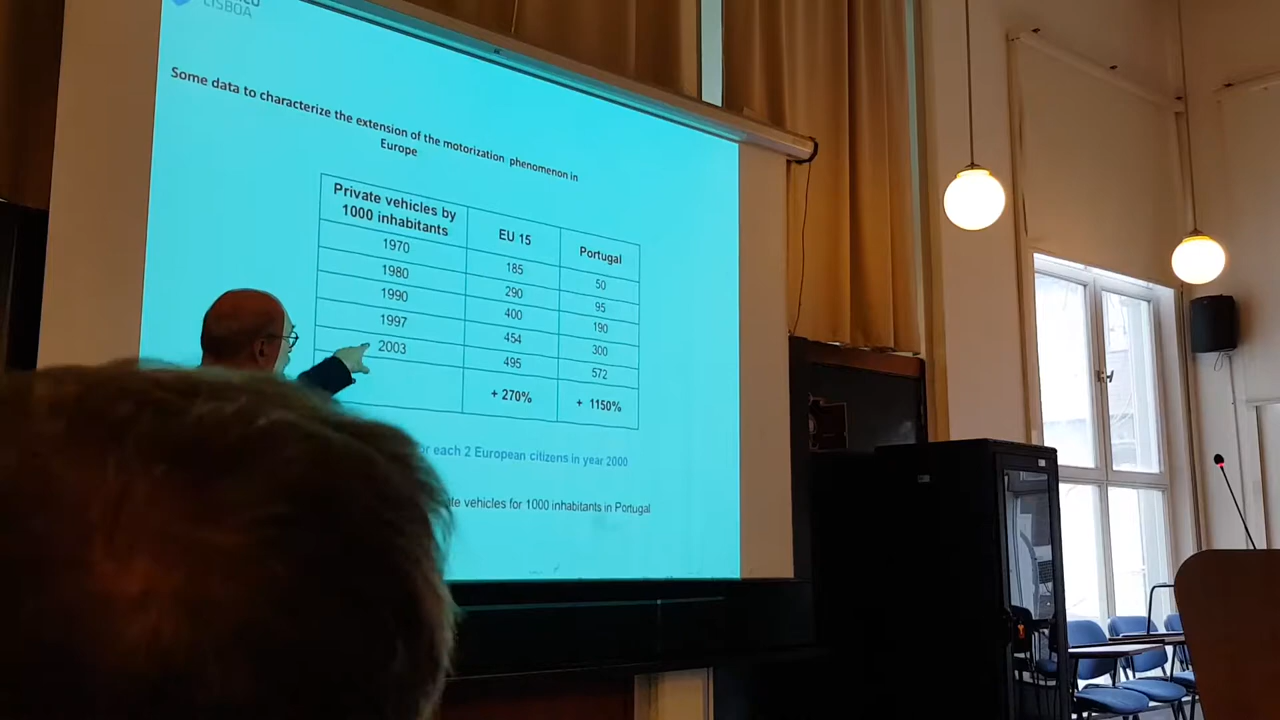 LISBOA
Some data to characterize the extension of the motorization phenomenon in
Europe
Private vehicles by
1000 inhabitants
EU 15
Portugal
1970
185
50
1980
290
95
1990
400
190
1997
454
300
2003
495
572
+ 270%
+ 1150%
each 2 European citizens in year 2000
vehicles for 1000 inhabitants in Portugal